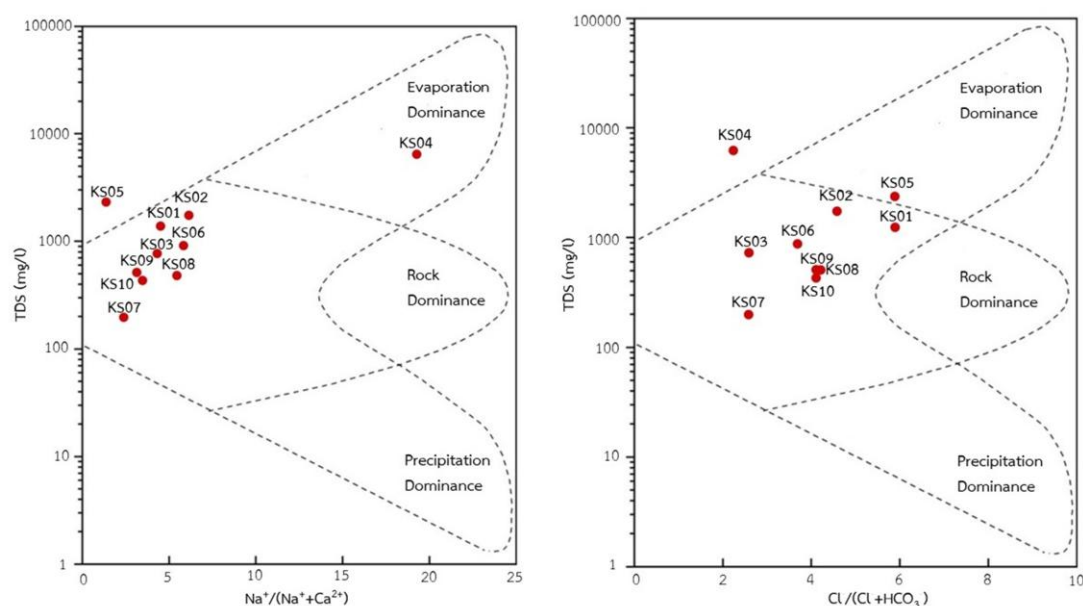 100000
10000
1000
100
10
1
TDS (mg/l)
0
5
10
15
20
25
Na⁺/(Na⁺+Ca²⁺)
Evaporation
Dominance
Rock
Dominance
Precipitation
Dominance
KS04
KS05
KS02
KS01
KS06
KS03
KS09
KS08
KS10
KS07
100000
10000
1000
100
10
1
TDS (mg/l)
0
2
4
6
8
10
Cl⁻/(Cl⁻+HCO₃⁻)
Evaporation
Dominance
Rock
Dominance
Precipitation
Dominance
KS04
KS05
KS02
KS01
KS06
KS03
KS09
KS08
KS10
KS07